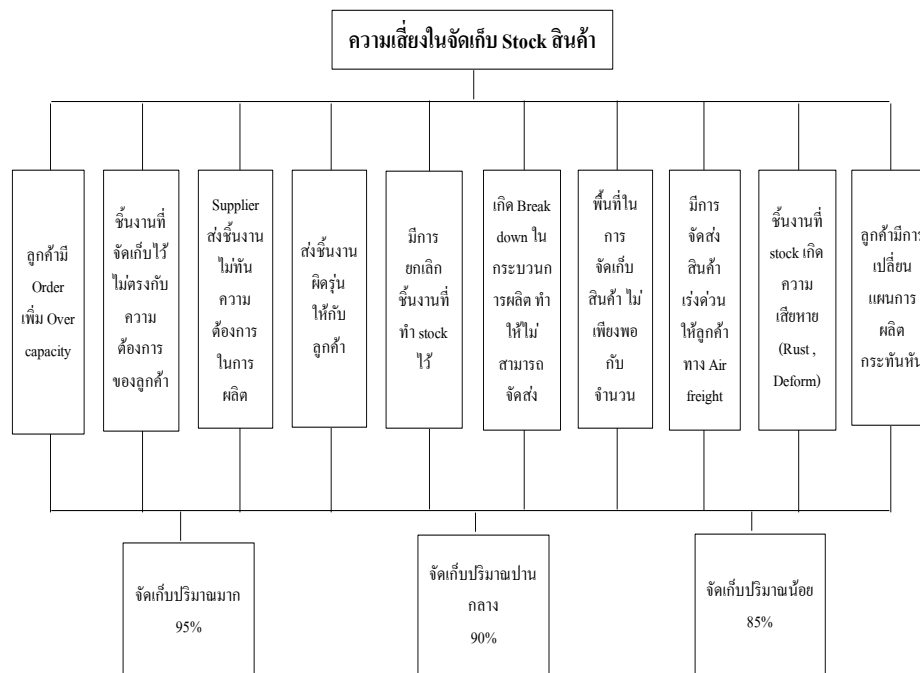 ความเสี่ยงในจัดเก็บ Stock สินค้า
ลูกค้ามี
Order
เพิ่ม Over
capacity
ชิ้นงานที่
จัดเก็บไว้
ไม่ตรงกับ
ความ
ต้องการ
ของลูกค้า
Supplier
ส่งชิ้นงาน
ไม่ทัน
ความ
ต้องการ
ในการ
ผลิต
ส่งชิ้นงาน
ผิดรุ่น
ให้กับ
ลูกค้า
มีการ
ยกเลิก
ชิ้นงานที่
ทำ stock
ไว้
เกิด Break
down ใน
กระบวนก
ารผลิต ทำ
ให้ไม่
สามารถ
จัดส่ง
พื้นที่ใน
การ
จัดเก็บ
สินค้า ไม่
เพียงพอ
กับ
จำนวน
มีการ
จัดส่ง
สินค้า
เร่งด่วน
ให้ลูกค้า
ทาง Air
freight
ชิ้นงานที่
stock เกิด
ความ
เสียหาย
(Rust ,
Deform)
ลูกค้ามีการ
เปลี่ยน
แผนการ
ผลิต
กระทันหัน
จัดเก็บปริมาณมาก
95%
จัดเก็บปริมาณปาน
กลาง
90%
จัดเก็บปริมาณน้อย
85%